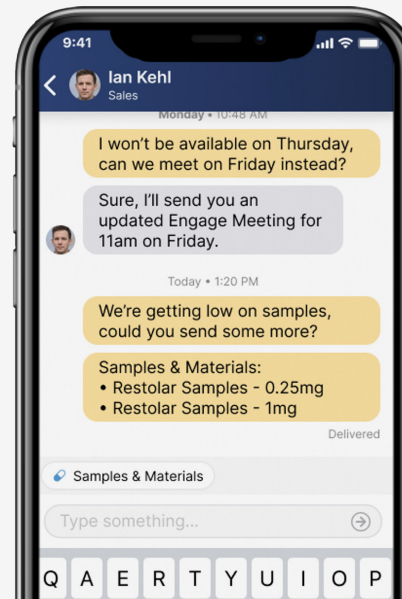 9:41
Ian Kehl
Sales
Monday • 10:48 AM
I won't be available on Thursday,
can we meet on Friday instead?
Sure, I'll send you an
updated Engage Meeting for
11am on Friday.
Today • 1:20 PM
We're getting low on samples,
could you send some more?
Samples & Materials:
• Restolar Samples - 0.25mg
• Restolar Samples - 1mg
Delivered
Samples & Materials
Type something...
Q A E R T Y U I O P